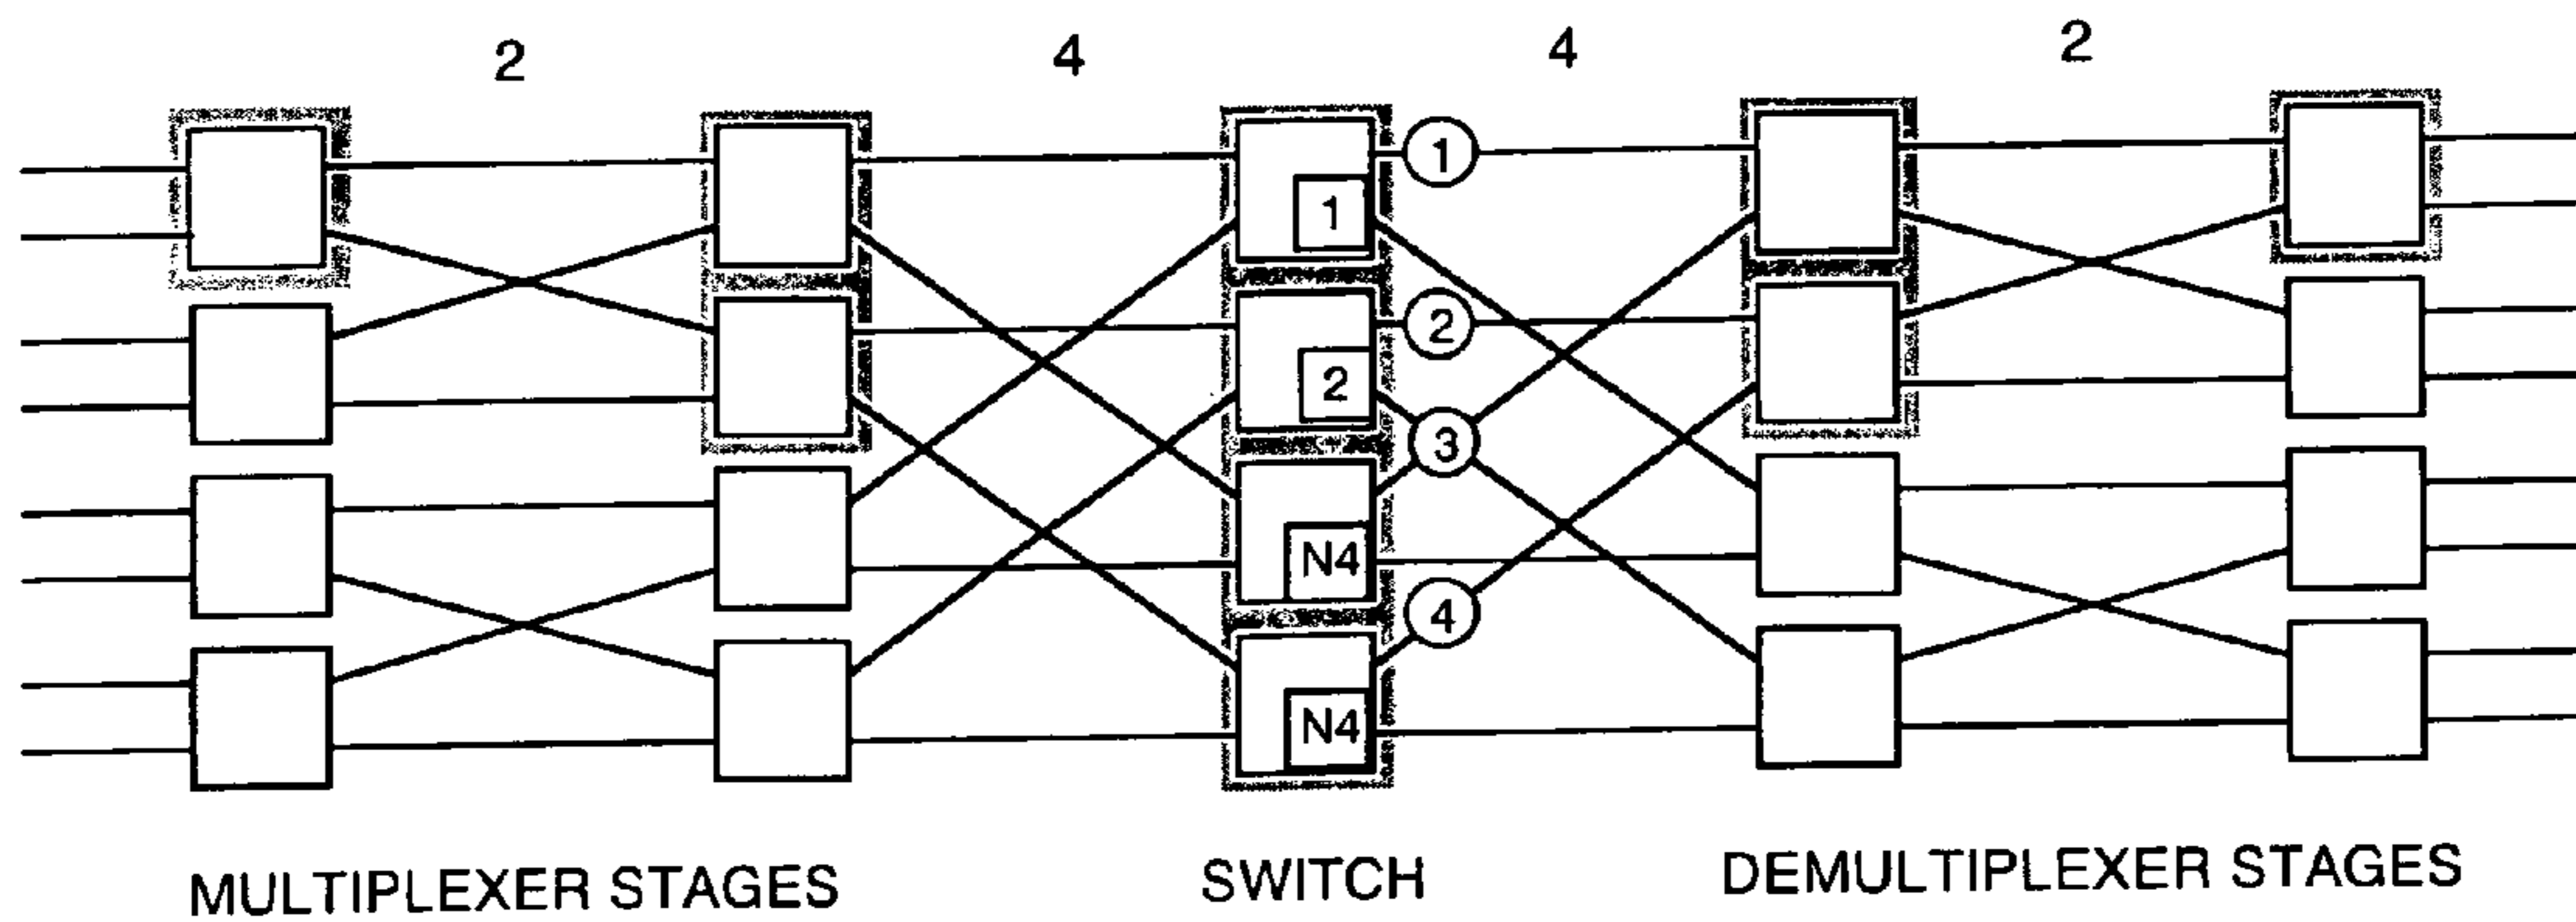 2 4 4 2
1
1
2
2
3
N4
4
N4
MULTIPLEXER STAGES SWITCH DEMULTIPLEXER STAGES